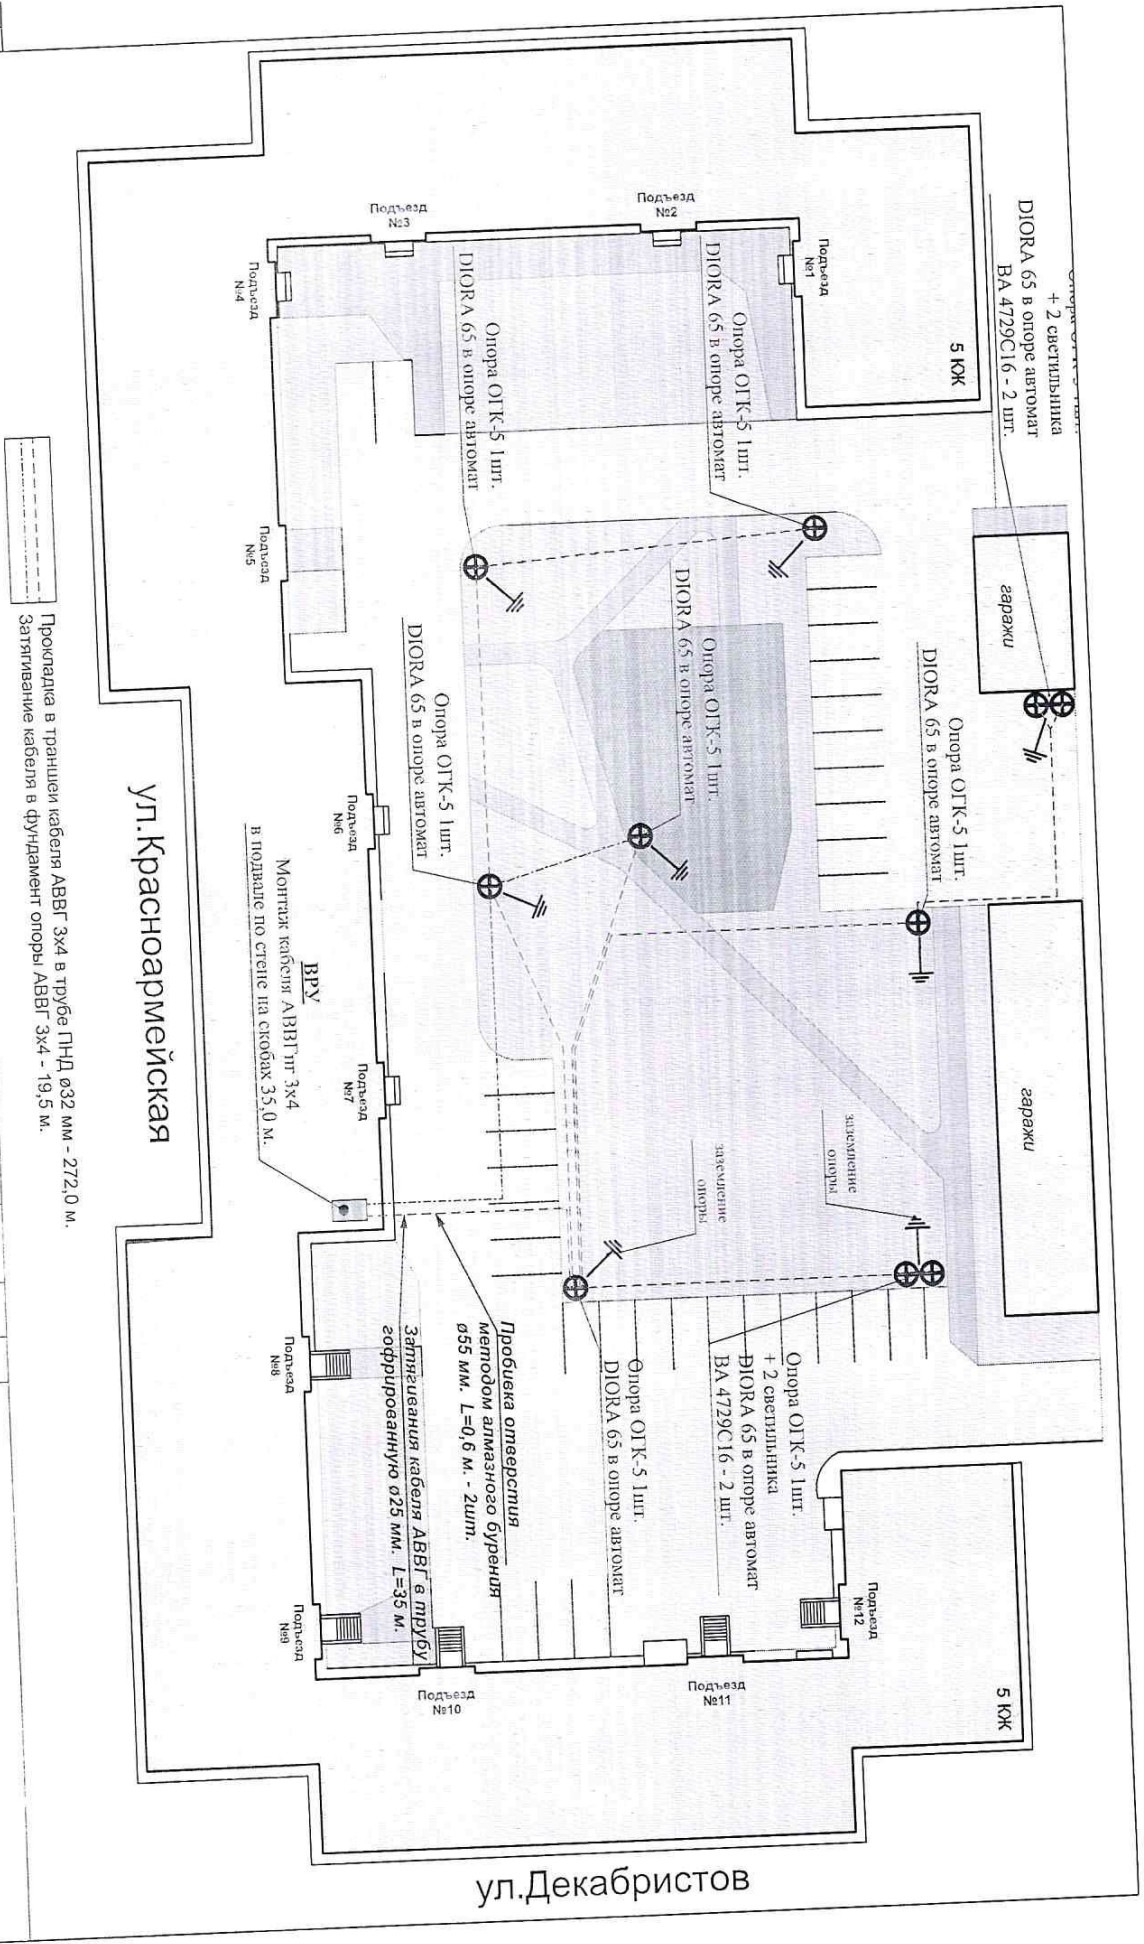 + 2 светильника
DIORA 65 в опоре автомат
ВА 4729С16 - 2 шт.
5 КЖ
Подъезд
№1
Подъезд
№2
Подъезд
№3
Подъезд
№4
Подъезд
№5
Опора ОГК-5 1шт.
DIORA 65 в опоре автомат
Опора ОГК-5 1шт.
DIORA 65 в опоре автомат
гаражи
Опора ОГК-5 1шт.
DIORA 65 в опоре автомат
Опора ОГК-5 1шт.
DIORA 65 в опоре автомат
Опора ОГК-5 1шт.
DIORA 65 в опоре автомат
гаражи
Подъезд
№6
Подъезд
№7
ВРУ
Монтаж кабеля АВВГнг 3х4
в подвале по стене на скобах 35,0 м.
заземление
опоры
заземление
опоры
Опора ОГК-5 1шт.
+ 2 светильника
DIORA 65 в опоре автомат
ВА 4729С16 - 2 шт.
Опора ОГК-5 1шт.
DIORA 65 в опоре автомат
Пробивка отверстия
методом алмазного бурения
ø55 мм. L=0,6 м. - 2шт.
Затягивания кабеля АВВГ в трубу
гофрированную ø25 мм. L=35 м.
Подъезд
№8
Подъезд
№9
Подъезд
№10
Подъезд
№11
Подъезд
№12
5 КЖ
ул.Красноармейская
ул.Декабристов
Прокладка в траншеи кабеля АВВГ 3х4 в трубе ПНД ø32 мм - 272,0 м.
Затягивание кабеля в фундамент опоры АВВГ 3х4 - 19,5 м.